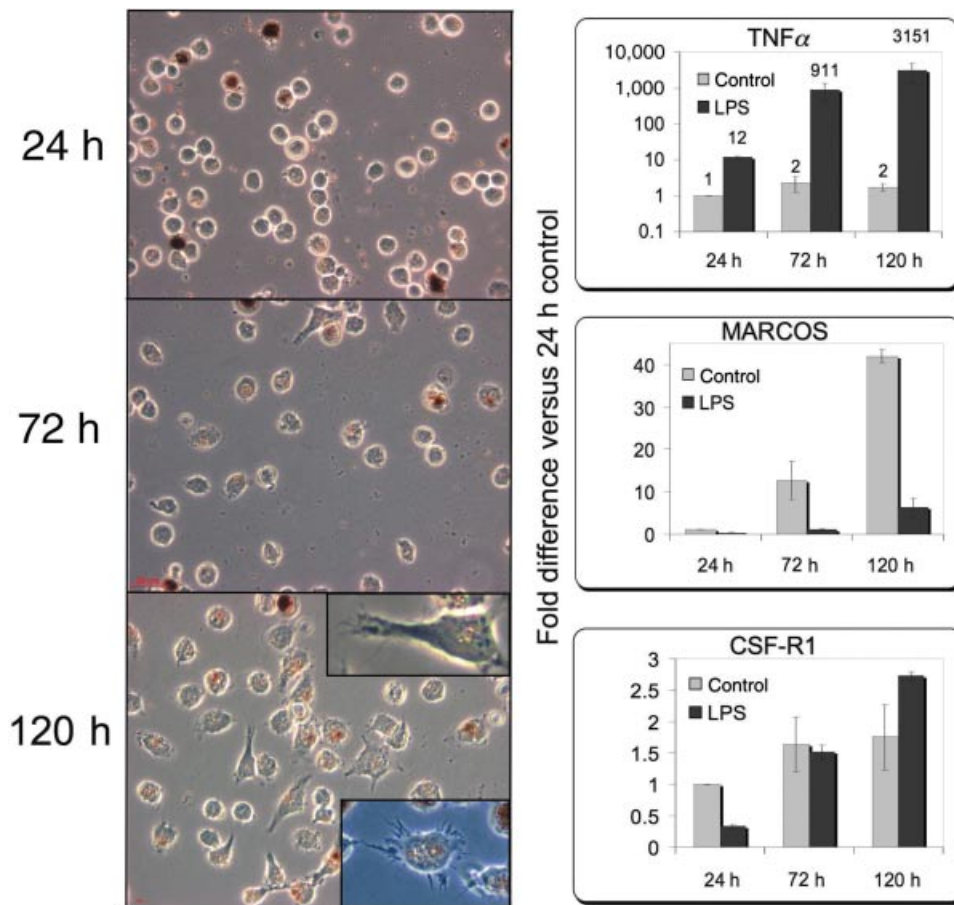 24 h
72 h
120 h
Fold difference versus 24 h control
TNFα
3151
10,000
1,000
100
10
1
0.1
Control
LPS
1
12
2
911
2
24 h
72 h
120 h
MARCOS
40
30
20
10
0
Control
LPS
24 h
72 h
120 h
CSF-R1
3
2.5
2
1.5
1
0.5
0
Control
LPS
24 h
72 h
120 h